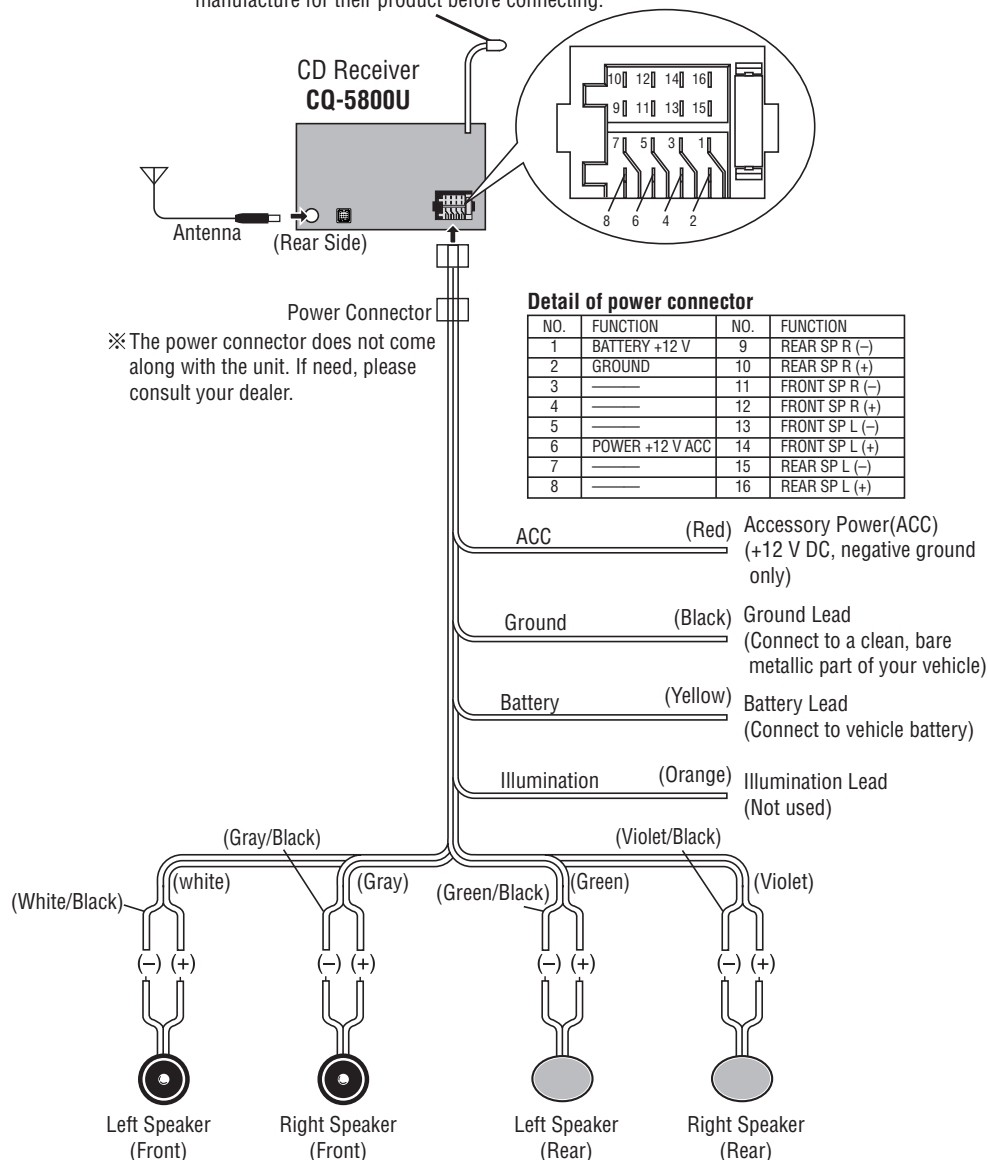 manufacture for their product before connecting.
CD Receiver
CQ-5800U
10 12 14 16
9 11 13 15
7 5 3 1
8 6 4 2
Antenna
(Rear Side)
Power Connector
※ The power connector does not come
along with the unit. If need, please
consult your dealer.
Detail of power connector
NO. FUNCTION NO. FUNCTION
1 BATTERY +12 V 9 REAR SP R (–)
2 GROUND 10 REAR SP R (+)
3 ——— 11 FRONT SP R (–)
4 ——— 12 FRONT SP R (+)
5 ——— 13 FRONT SP L (–)
6 POWER +12 V ACC 14 FRONT SP L (+)
7 ——— 15 REAR SP L (–)
8 ——— 16 REAR SP L (+)
ACC (Red) Accessory Power(ACC)
(+12 V DC, negative ground
only)
Ground (Black) Ground Lead
(Connect to a clean, bare
metallic part of your vehicle)
Battery (Yellow) Battery Lead
(Connect to vehicle battery)
Illumination (Orange) Illumination Lead
(Not used)
(Gray/Black) (Violet/Black)
(White/Black) (white) (Gray) (Green/Black) (Green) (Violet)
(–) (+) (–) (+) (–) (+) (–) (+)
Left Speaker Right Speaker Left Speaker Right Speaker
(Front) (Front) (Rear) (Rear)